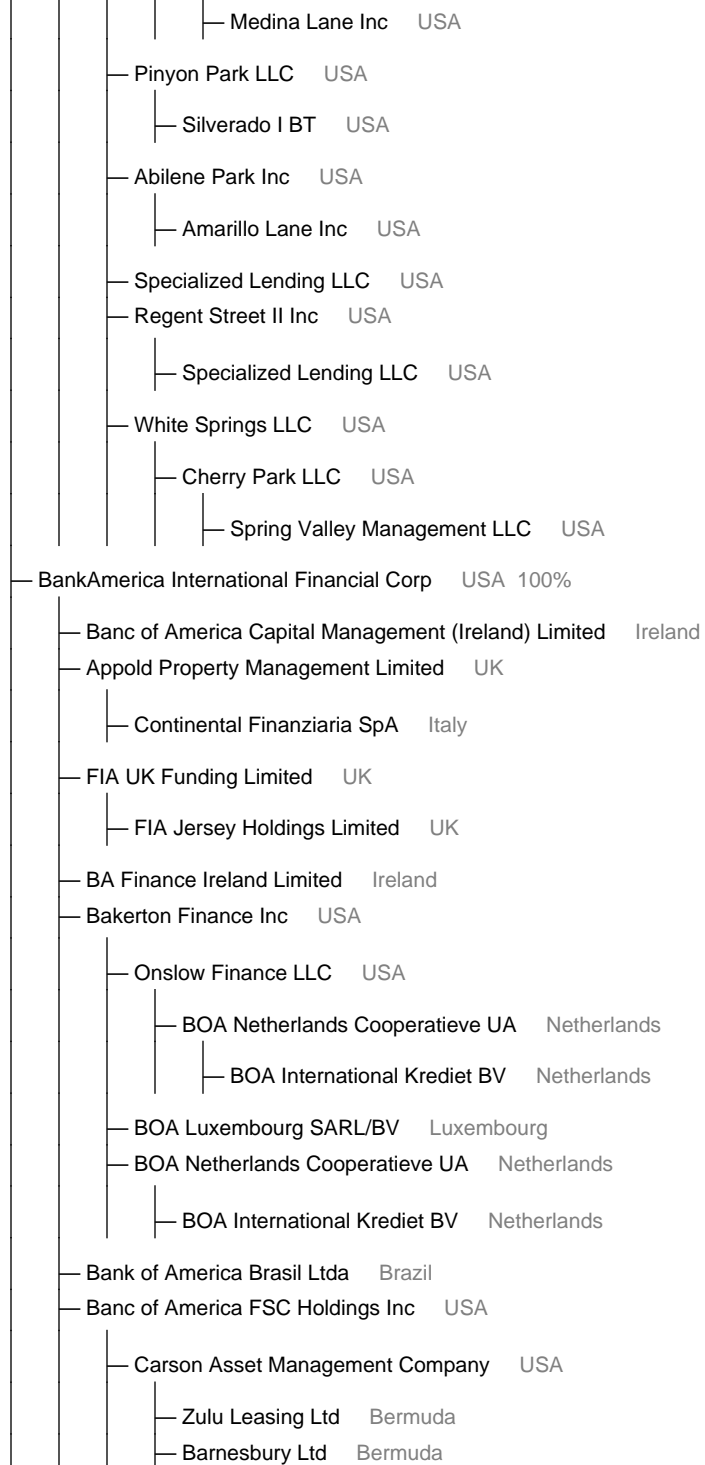 Medina Lane Inc USA
Pinyon Park LLC USA
Silverado I BT USA
Abilene Park Inc USA
Amarillo Lane Inc USA
Specialized Lending LLC USA
Regent Street II Inc USA
Specialized Lending LLC USA
White Springs LLC USA
Cherry Park LLC USA
Spring Valley Management LLC USA
BankAmerica International Financial Corp USA 100%
Banc of America Capital Management (Ireland) Limited Ireland
Appold Property Management Limited UK
Continental Finanziaria SpA Italy
FIA UK Funding Limited UK
FIA Jersey Holdings Limited UK
BA Finance Ireland Limited Ireland
Bakerton Finance Inc USA
Onslow Finance LLC USA
BOA Netherlands Cooperatieve UA Netherlands
BOA International Krediet BV Netherlands
BOA Luxembourg SARL/BV Luxembourg
BOA Netherlands Cooperatieve UA Netherlands
BOA International Krediet BV Netherlands
Bank of America Brasil Ltda Brazil
Banc of America FSC Holdings Inc USA
Carson Asset Management Company USA
Zulu Leasing Ltd Bermuda
Barnesbury Ltd Bermuda